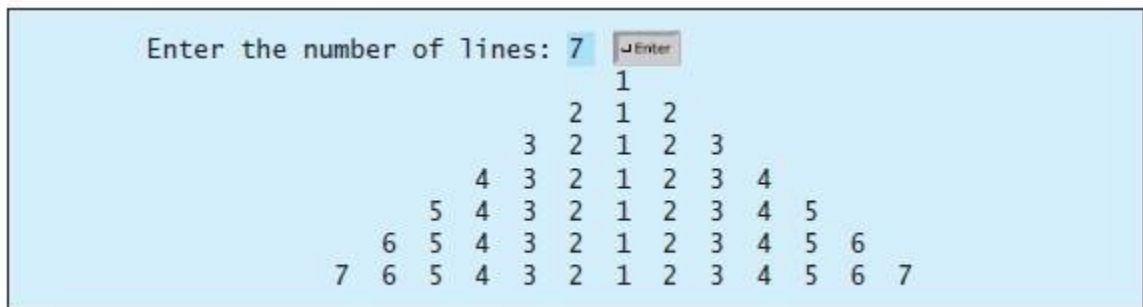 Enter the number of lines: 7 ↵Enter
1
2 1 2
3 2 1 2 3
4 3 2 1 2 3 4
5 4 3 2 1 2 3 4 5
6 5 4 3 2 1 2 3 4 5 6
7 6 5 4 3 2 1 2 3 4 5 6 7